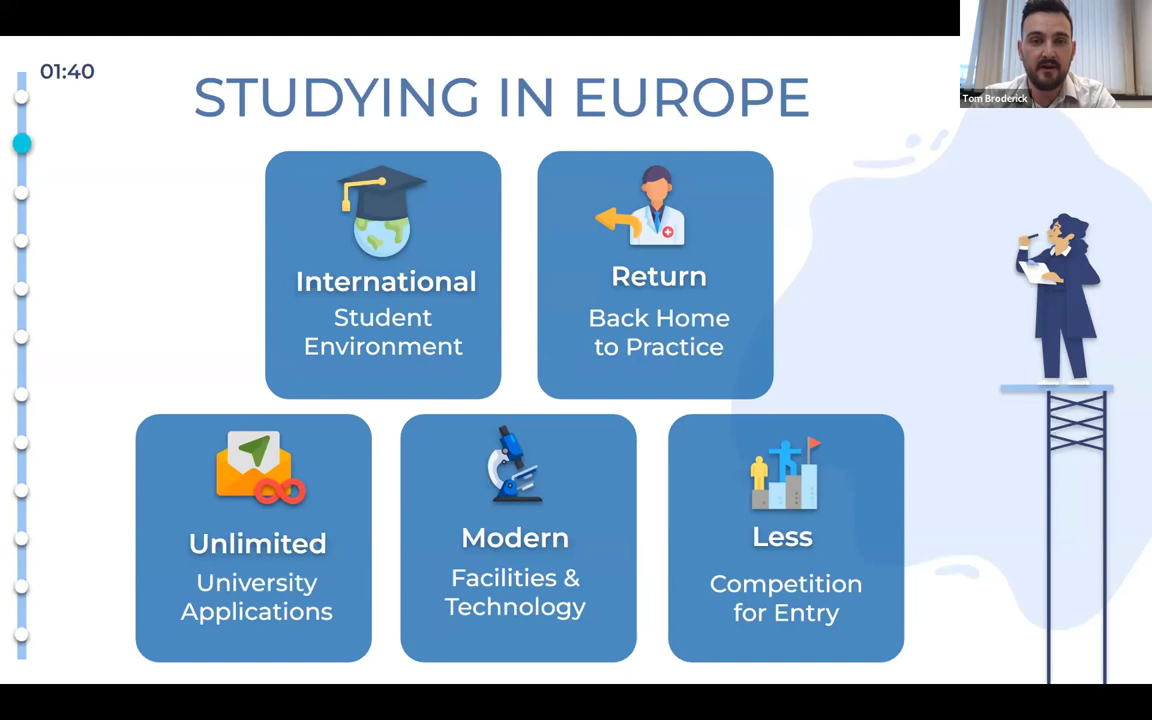 01:40
STUDYING IN EUROPE
Tom Broderick
International
Student
Environment
Return
Back Home
to Practice
Unlimited
University
Applications
Modern
Facilities &
Technology
Less
Competition
for Entry